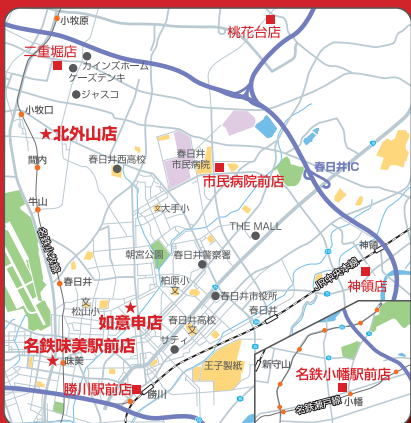 小牧原
桃花台店
二重堀店
カインズホーム
ケーズデンキ
ジャスコ
小牧口
★北外山店
間内
春日井西高校
春日井
市民病院
市民病院前店
春日井IC
牛山
文大手小
THE MALL
名鉄小牧線
朝宮公園
春日井警察署
神領
JR中央本線
春日井
柏原小
文
神領店
文
松山小
春日井市役所
春日井
如意申店
春日井高校
文
名鉄味美駅前店
味美
サティ
王子製紙
新守山
名鉄小幡駅前店
勝川駅前店
勝川
名鉄瀬戸線
小幡